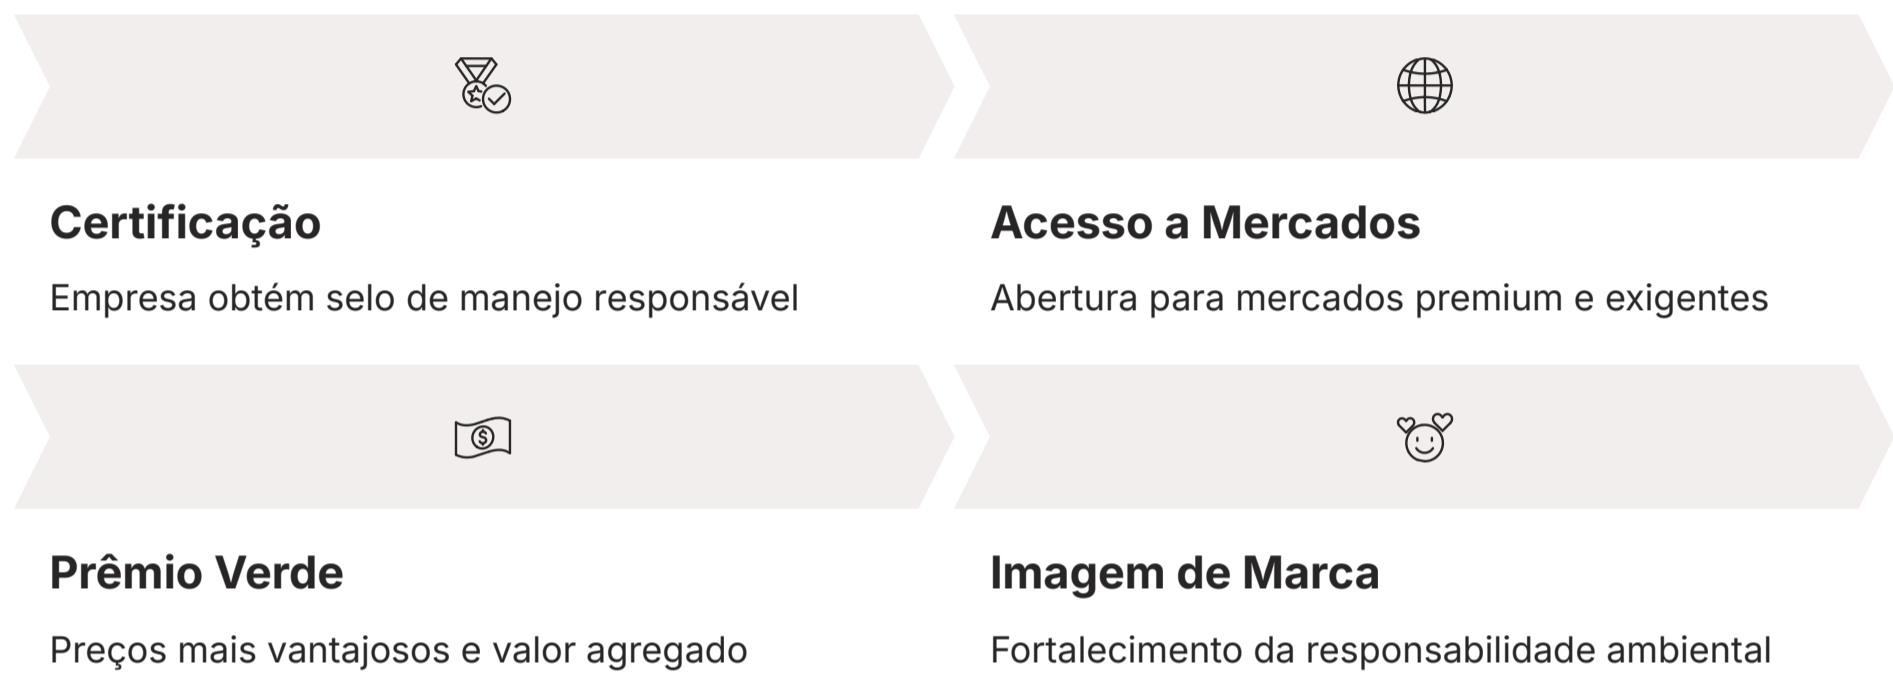 Certificação
Empresa obtém selo de manejo responsável
Acesso a Mercados
Abertura para mercados premium e exigentes
Prêmio Verde
Preços mais vantajosos e valor agregado
Imagem de Marca
Fortalecimento da responsabilidade ambiental